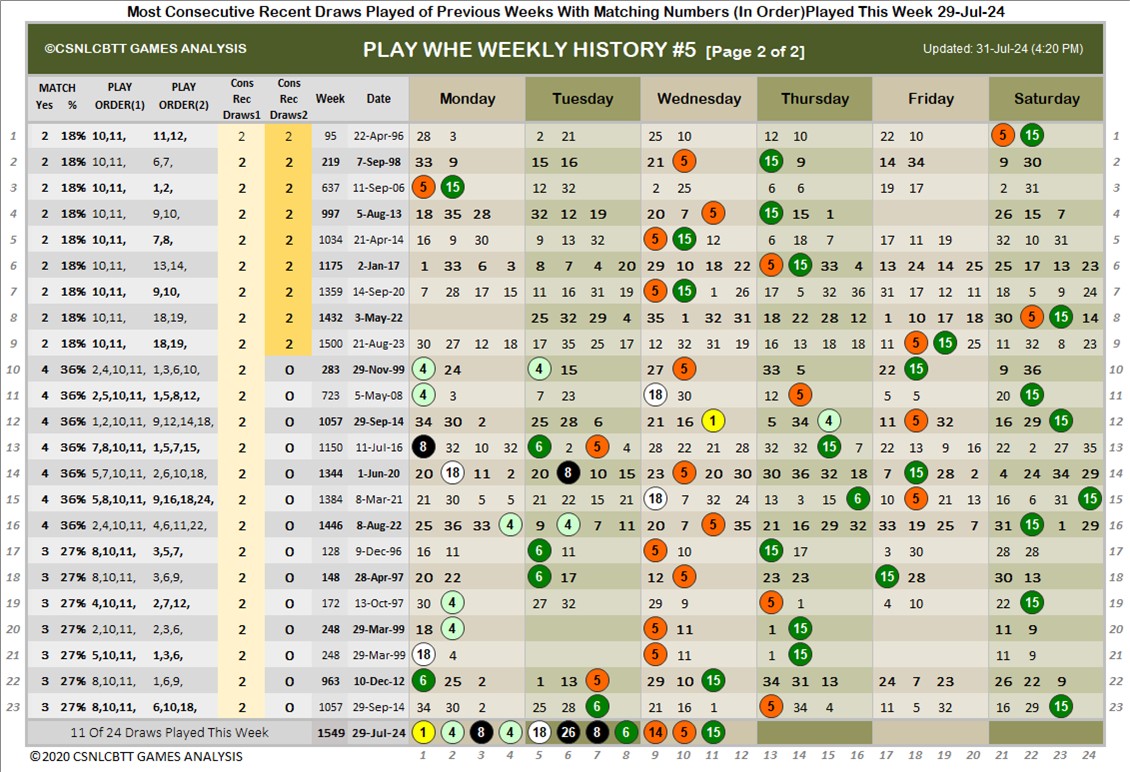 Most Consecutive Recent Draws Played of Previous Weeks With Matching Numbers (In Order)Played This Week 29-Jul-24
©CSNLCBTT GAMES ANALYSIS PLAY WHE WEEKLY HISTORY #5 [Page 2 of 2] Updated: 31-Jul-24 (4:20 PM)
MATCH Yes % PLAY ORDER(1) PLAY ORDER(2) Cons Rec Draws1 Cons Rec Draws2 Week Date Monday Tuesday Wednesday Thursday Friday Saturday
1 2 18% 10,11, 11,12, 2 2 95 22-Apr-96 28 3 2 21 25 10 12 10 22 10 5 15 1
2 2 18% 10,11, 6,7, 2 2 219 7-Sep-98 33 9 15 16 21 5 15 9 14 34 9 30 2
3 2 18% 10,11, 1,2, 2 2 637 11-Sep-06 5 15 12 32 2 25 6 6 19 17 2 31 3
4 2 18% 10,11, 9,10, 2 2 997 5-Aug-13 18 35 28 32 12 19 20 7 5 15 15 1 26 15 7 4
5 2 18% 10,11, 7,8, 2 2 1034 21-Apr-14 16 9 30 9 13 32 5 15 12 6 18 7 17 11 19 32 10 31 5
6 2 18% 10,11, 13,14, 2 2 1175 2-Jan-17 1 33 6 3 8 7 4 20 29 10 18 22 5 15 33 4 13 24 14 25 25 17 13 23 6
7 2 18% 10,11, 9,10, 2 2 1359 14-Sep-20 7 28 17 15 11 16 31 19 5 15 1 26 17 5 32 36 31 17 12 11 18 5 9 24 7
8 2 18% 10,11, 18,19, 2 2 1432 3-May-22 25 32 29 4 35 1 32 31 18 22 28 12 1 10 17 18 30 5 15 14 8
9 2 18% 10,11, 18,19, 2 2 1500 21-Aug-23 30 27 12 18 17 35 25 17 12 32 31 19 16 13 18 18 11 5 15 25 11 32 8 23 9
10 4 36% 2,4,10,11, 1,3,6,10, 2 0 283 29-Nov-99 4 24 4 15 27 5 33 5 22 15 9 36 10
11 4 36% 2,5,10,11, 1,5,8,12, 2 0 723 5-May-08 4 3 7 23 18 30 12 5 5 5 20 15 11
12 4 36% 1,2,10,11, 9,12,14,18, 2 0 1057 29-Sep-14 34 30 2 25 28 6 21 16 1 5 34 4 11 5 32 16 29 15 12
13 4 36% 7,8,10,11, 1,5,7,15, 2 0 1150 11-Jul-16 8 32 10 32 6 2 5 4 28 22 21 28 32 32 15 7 22 13 9 16 22 2 27 35 13
14 4 36% 5,7,10,11, 2,6,10,18, 2 0 1344 1-Jun-20 20 18 11 2 20 8 10 15 23 5 20 30 30 36 32 18 7 15 28 2 4 24 34 29 14
15 4 36% 5,8,10,11, 9,16,18,24, 2 0 1384 8-Mar-21 21 30 5 5 21 22 15 21 18 7 32 24 13 3 15 6 10 5 21 13 16 6 31 15 15
16 4 36% 2,4,10,11, 4,6,11,22, 2 0 1446 8-Aug-22 25 36 33 4 9 4 7 11 20 7 5 35 21 16 29 32 33 19 25 7 31 15 1 29 16
17 3 27% 8,10,11, 3,5,7, 2 0 128 9-Dec-96 16 11 6 11 5 10 15 17 3 30 28 28 17
18 3 27% 8,10,11, 3,6,9, 2 0 148 28-Apr-97 20 22 6 17 12 5 23 23 15 28 30 13 18
19 3 27% 4,10,11, 2,7,12, 2 0 172 13-Oct-97 30 4 27 32 29 9 5 1 4 10 22 15 19
20 3 27% 2,10,11, 2,3,6, 2 0 248 29-Mar-99 18 4 5 11 1 15 11 9 20
21 3 27% 5,10,11, 1,3,6, 2 0 248 29-Mar-99 18 4 5 11 1 15 11 9 21
22 3 27% 8,10,11, 1,6,9, 2 0 963 10-Dec-12 6 25 2 1 13 5 29 10 15 34 31 13 24 7 23 26 22 9 22
23 3 27% 8,10,11, 6,10,18, 2 0 1057 29-Sep-14 34 30 2 25 28 6 21 16 1 5 34 4 11 5 32 16 29 15 23
11 Of 24 Draws Played This Week 1549 29-Jul-24 1 4 8 4 18 26 8 6 14 5 15
©2020 CSNLCBTT GAMES ANALYSIS 1 2 3 4 5 6 7 8 9 10 11 12 13 14 15 16 17 18 19 20 21 22 23 24